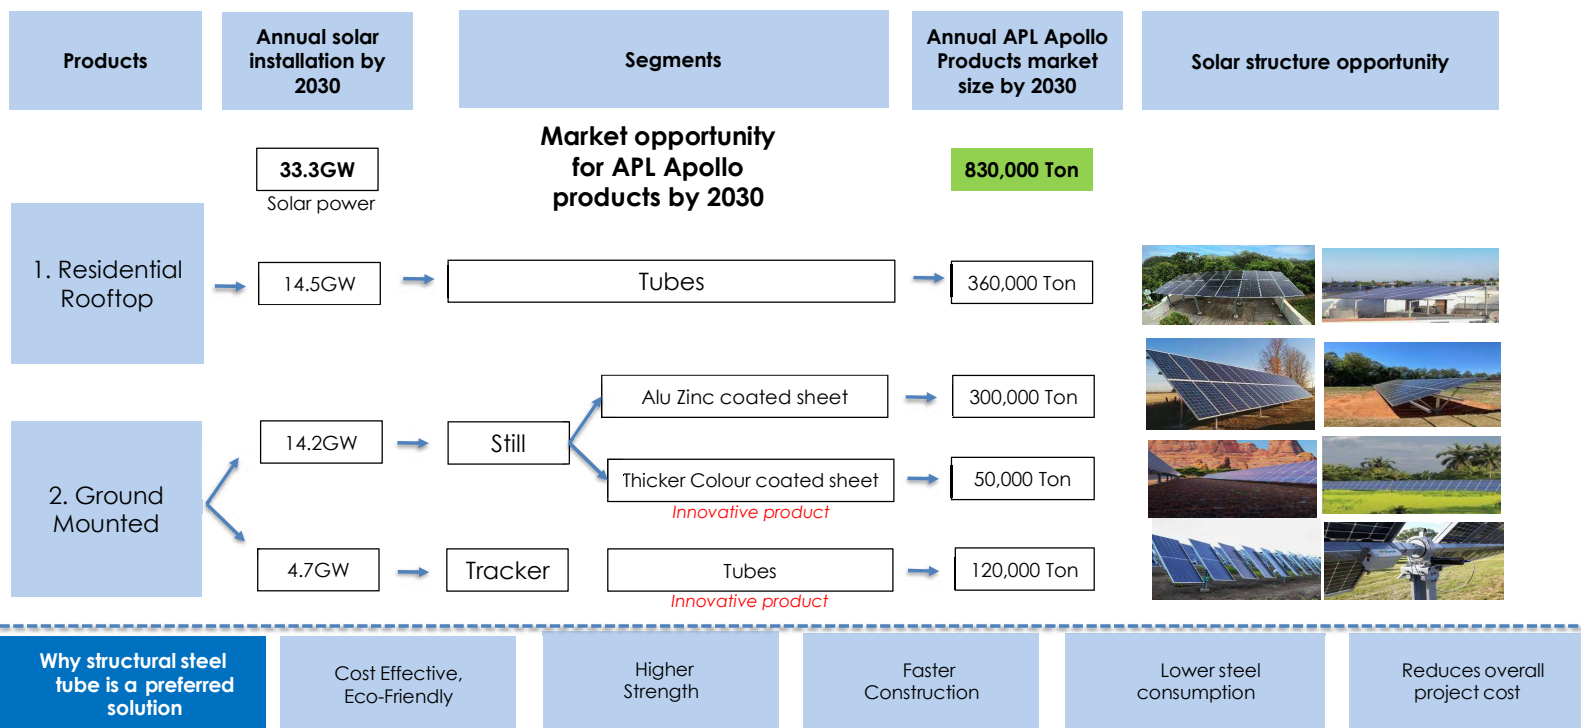 Products
Annual solar
installation by
2030
Segments
Annual APL Apollo
Products market
size by 2030
Solar structure opportunity
33.3GW
Solar power
Market opportunity
for APL Apollo
products by 2030
830,000 Ton
1. Residential
Rooftop
14.5GW
Tubes
360,000 Ton
2. Ground
Mounted
14.2GW
Still
Alu Zinc coated sheet
300,000 Ton
Thicker Colour coated sheet
Innovative product
50,000 Ton
4.7GW
Tracker
Tubes
Innovative product
120,000 Ton
Why structural steel
tube is a preferred
solution
Cost Effective,
Eco-Friendly
Higher
Strength
Faster
Construction
Lower steel
consumption
Reduces overall
project cost